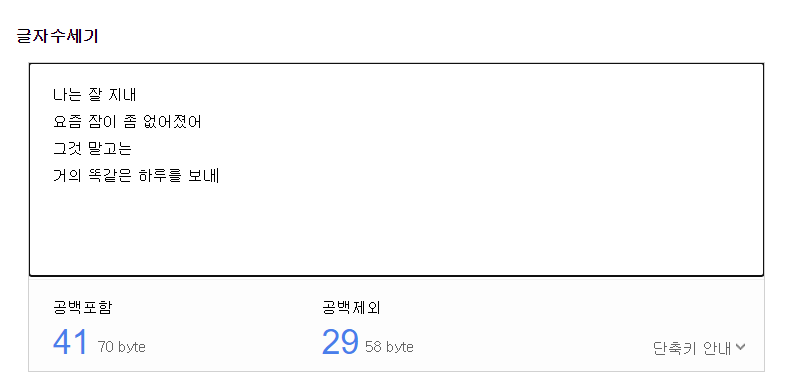 글자수세기
나는 잘 지내
요즘 잠이 좀 없어졌어
그것 말고는
거의 똑같은 하루를 보내
공백포함 공백제외
41 70 byte 29 58 byte 단축키 안내